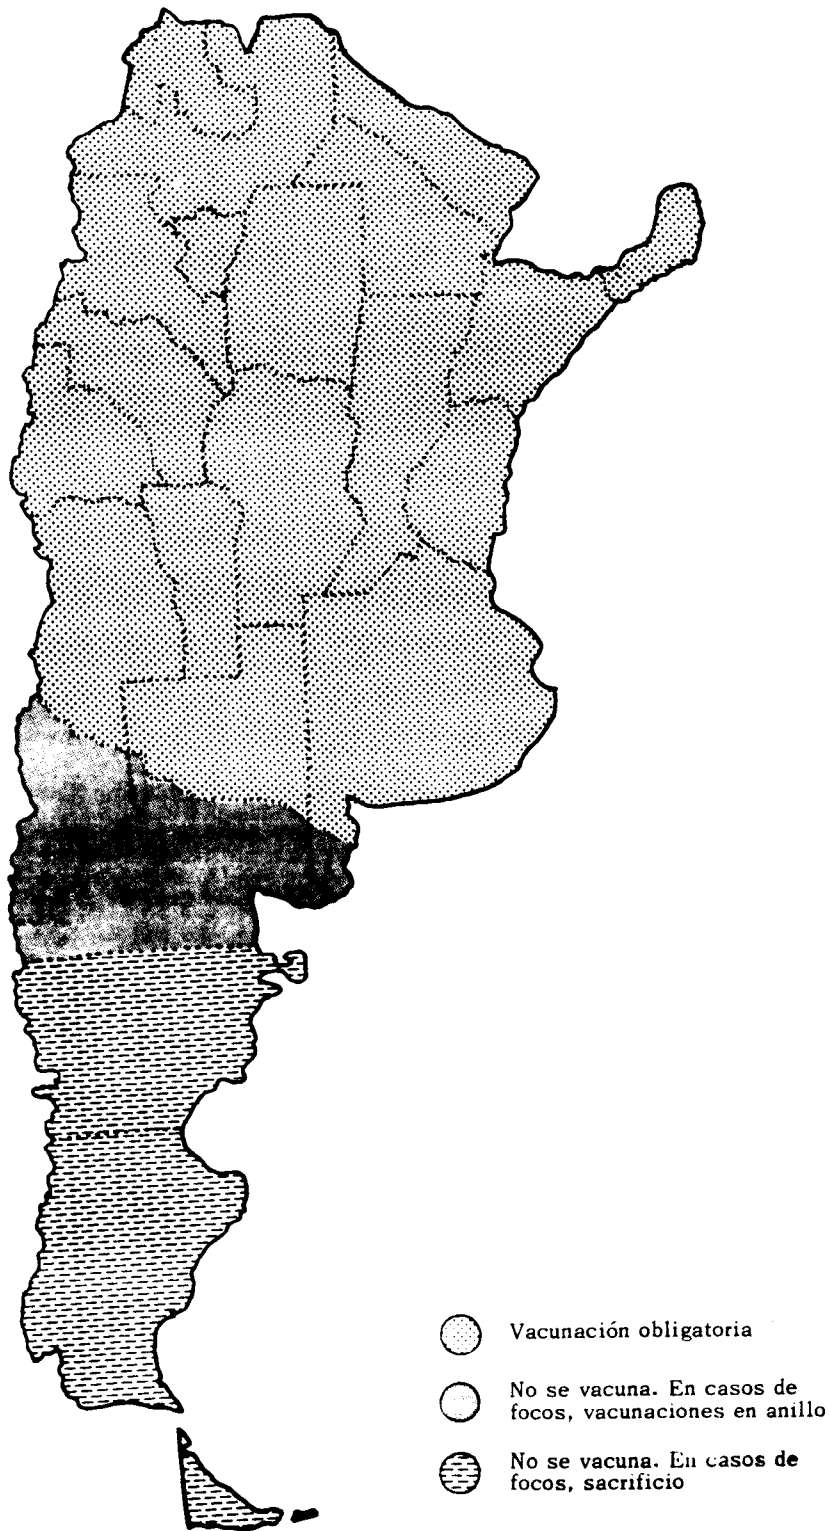 Vacunación obligatoria
No se vacuna. En casos de
focos, vacunaciones en anillo
No se vacuna. En casos de
focos, sacrificio